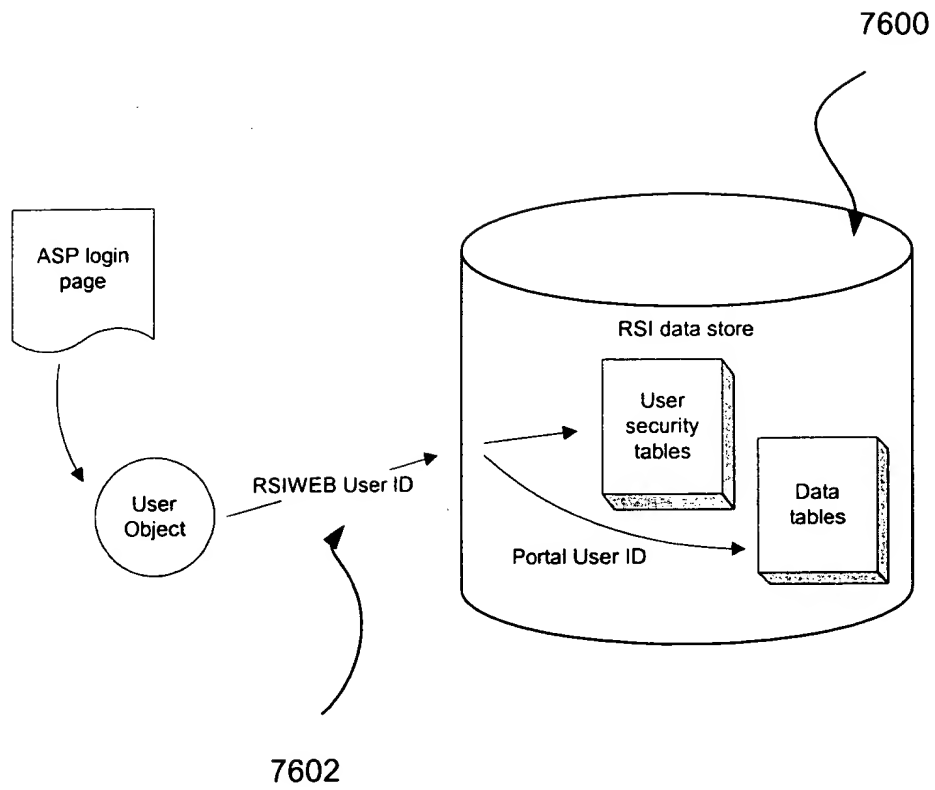 7600
ASP login
page
RSI data store
User
security
tables
RSIWEB User ID
User
Object
Data
tables
Portal User ID
7602